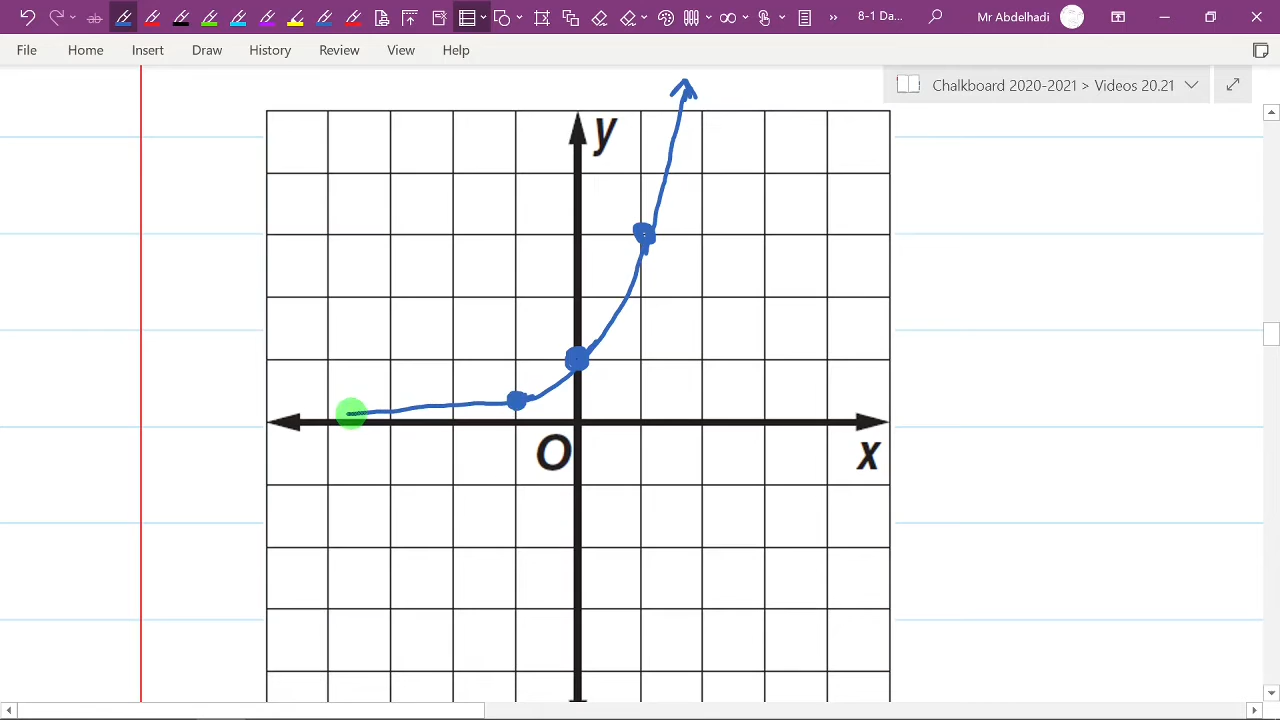 8-1 Da...
Mr Abdelhadi
File
Home
Insert
Draw
History
Review
View
Help
Chalkboard 2020-2021 > Videos 20.21
y
O
x